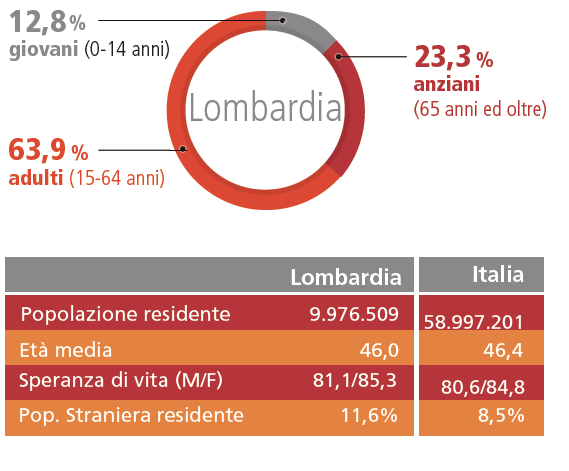 12,8 %
giovani (0-14 anni)
23,3 %
anziani
(65 anni ed oltre)
Lombardia
63,9 %
adulti (15-64 anni)
Lombardia Italia
Popolazione residente 9.976.509 58.997.201
Età media 46,0 46,4
Speranza di vita (M/F) 81,1/85,3 80,6/84,8
Pop. Straniera residente 11,6% 8,5%